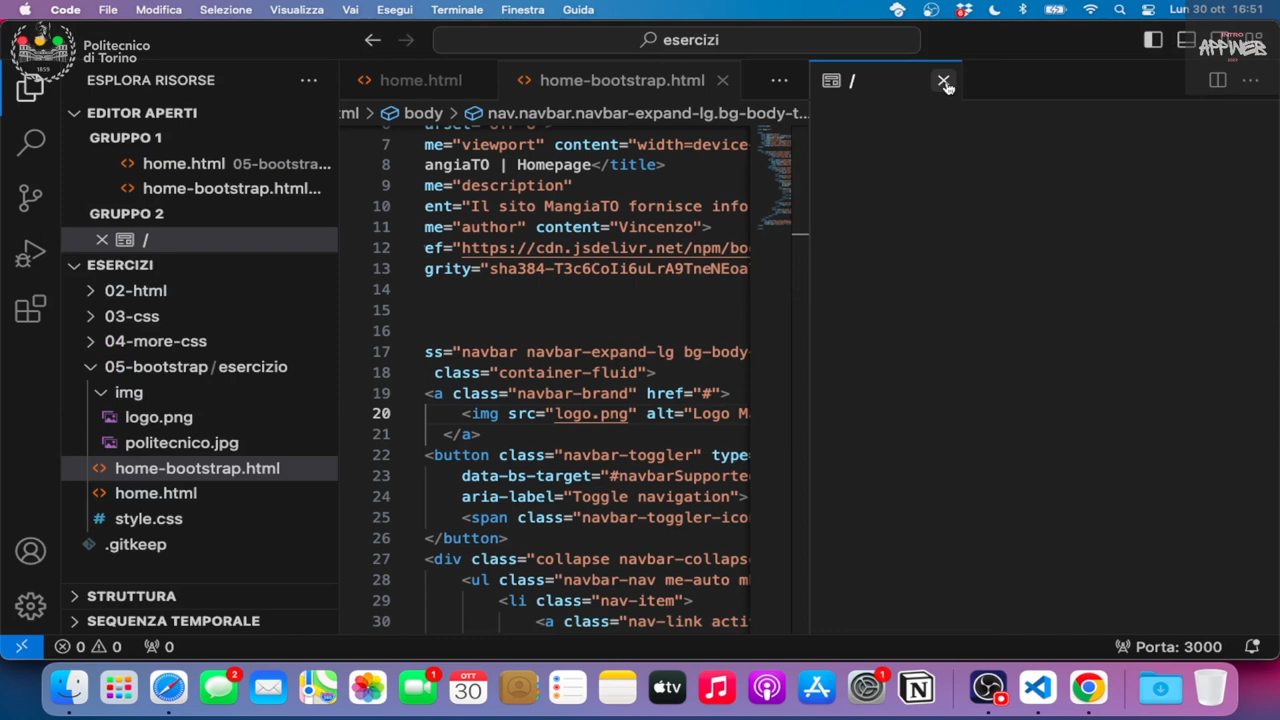 Code File Modifica Selezione Visualizza Vai Esegui Terminale Finestra Guida Lun 30 ott 16:51
Politecnico
di Torino
1859
esercizi
INTRO
APPINVER
ESPLORA RISORSE
home.html
home-bootstrap.html
/
ml > body > nav.navbar.navbar-expand-lg.bg-body-t...
EDITOR APERTI
GRUPPO 1
home.html 05-bootstra...
home-bootstrap.html...
GRUPPO 2
/
ESERCIZI
02-html
03-css
04-more-css
05-bootstrap/esercizio
img
logo.png
politecnico.jpg
home-bootstrap.html
home.html
style.css
.gitkeep
STRUTTURA
SEQUENZA TEMPORALE
7 me="viewport" content="width=device-
8 angiaTO | Homepage</title>
9 me="description"
10 ent="Il sito MangiaTO fornisce info
11 me="author" content="Vincenzo">
12 ef="https://cdn.jsdelivr.net/npm/bo
13 grity="sha384-T3c6CoIi6uLrA9TneNEoa
14
15
16
17 ss="navbar navbar-expand-lg bg-body-
18 class="container-fluid">
19 <a class="navbar-brand" href="#">
20 <img src="logo.png" alt="Logo M
21 </a>
22 <button class="navbar-toggler" type=
23 data-bs-target="#navbarSupporte
24 aria-label="Toggle navigation">
25 <span class="navbar-toggler-ico
26 </button>
27 <div class="collapse navbar-collaps
28 <ul class="navbar-nav me-auto m
29 <li class="nav-item">
30 <a class="nav-link acti
0 0 0
Porta: 3000
2 1 OTT 30 1